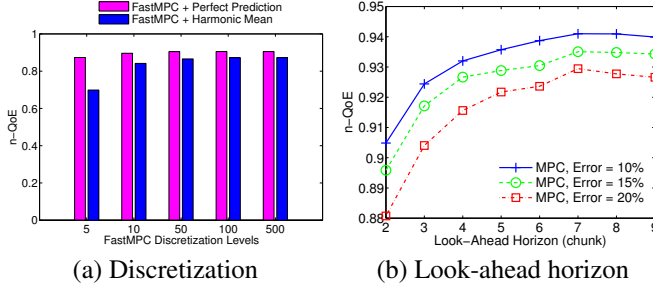 FastMPC + Perfect Prediction
FastMPC + Harmonic Mean
1
0.8
0.6
0.4
0.2
0
n-QoE
5 10 50 100 500
FastMPC Discretization Levels
(a) Discretization
0.95
0.94
0.93
0.92
0.91
0.9
0.89
0.88
n-QoE
MPC, Error = 10%
MPC, Error = 15%
MPC, Error = 20%
2 3 4 5 6 7 8 9
Look-Ahead Horizon (chunk)
(b) Look-ahead horizon